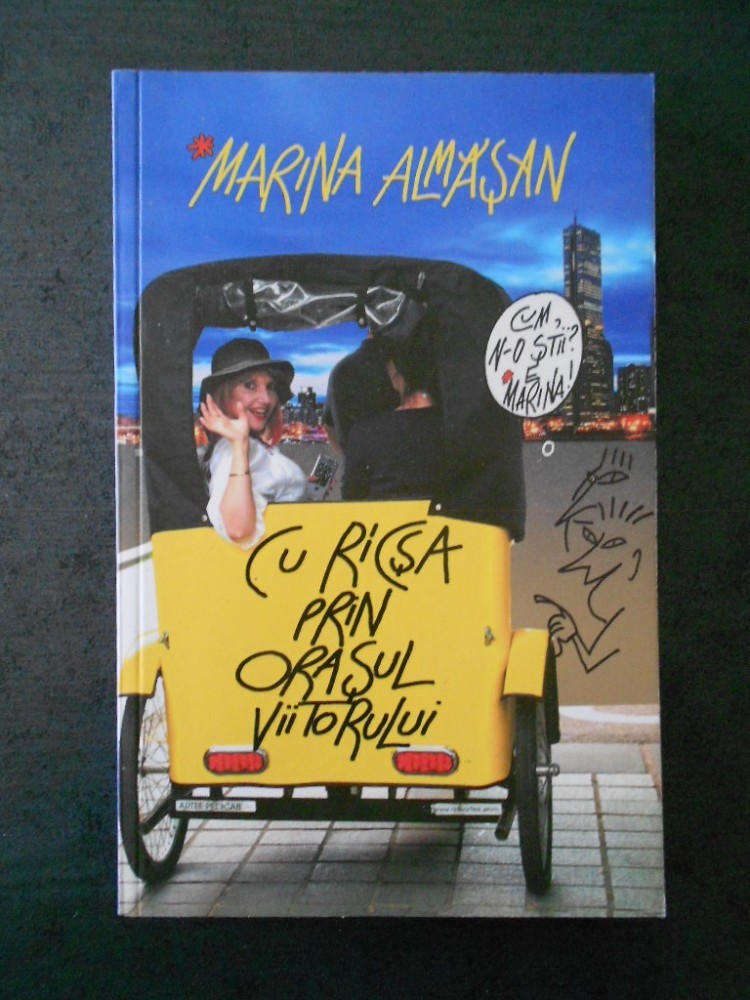 *MARINA ALMĂȘAN
CUM,..
N-O ȘTII?
E
*MARINA!
CU RICȘA
PRIN
ORAȘUL
VIITORULUI